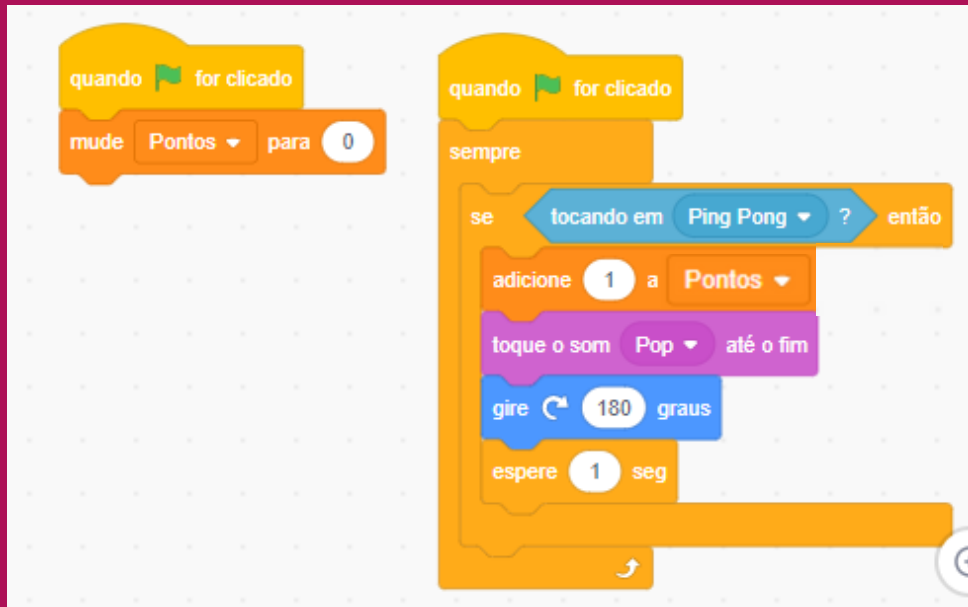 quando for clicado
mude Pontos para 0
quando for clicado
sempre
se tocando em Ping Pong ? então
adicione 1 a Pontos
toque o som Pop até o fim
gire 180 graus
espere 1 seg